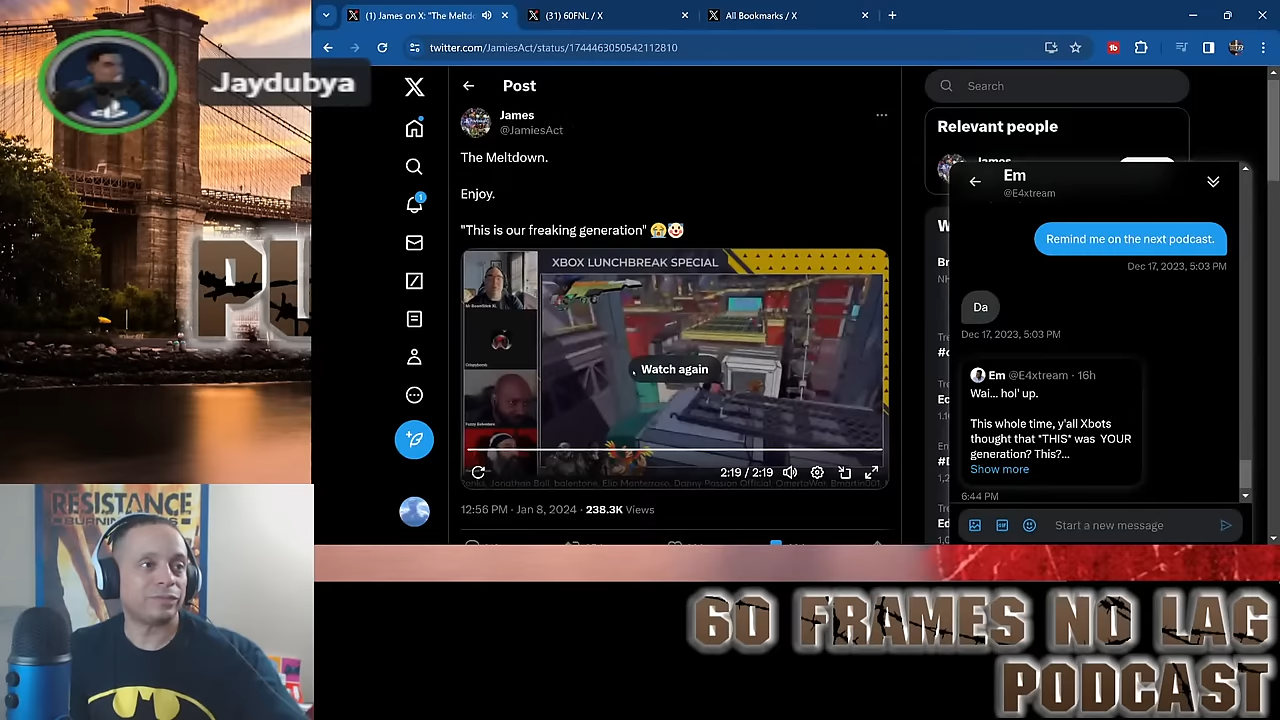 Jaydubya
(1) James on X: "The Meltd
(31) 60FNL / X
All Bookmarks / X
twitter.com/JamiesAct/status/1744463050542112810
Post
James
@JamiesAct
The Meltdown.
Enjoy.
"This is our freaking generation" 😭🤡
XBOX LUNCHBREAK SPECIAL
Watch again
2:19 / 2:19
12:56 PM · Jan 8, 2024 · 238.3K Views
Search
Relevant people
James
Em
@E4xtream
Remind me on the next podcast.
Dec 17, 2023, 5:03 PM
Da
Dec 17, 2023, 5:03 PM
Em @E4xtream · 16h
Wai... hol' up.
This whole time, y'all Xbots
thought that *THIS* was YOUR
generation? This?...
Show more
6:44 PM
Start a new message
RESISTANCE
60 FRAMES NO LAG
PODCAST